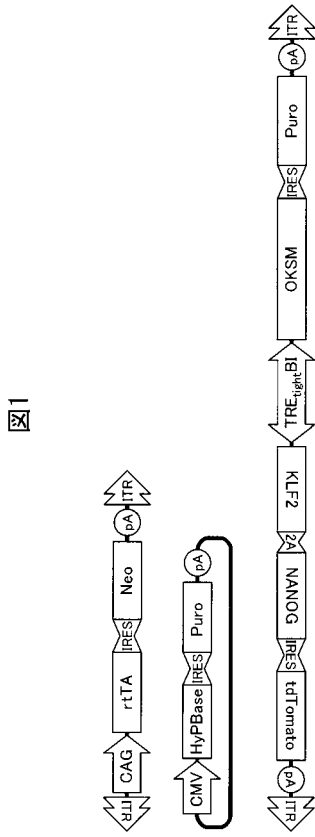 図1
ITR CAG rtTA IRES Neo pA ITR
CMV HyPBase IRES Puro pA
ITR pA tdTomato IRES NANOG 2A KLF2 TREtightBI OKSM IRES Puro pA ITR